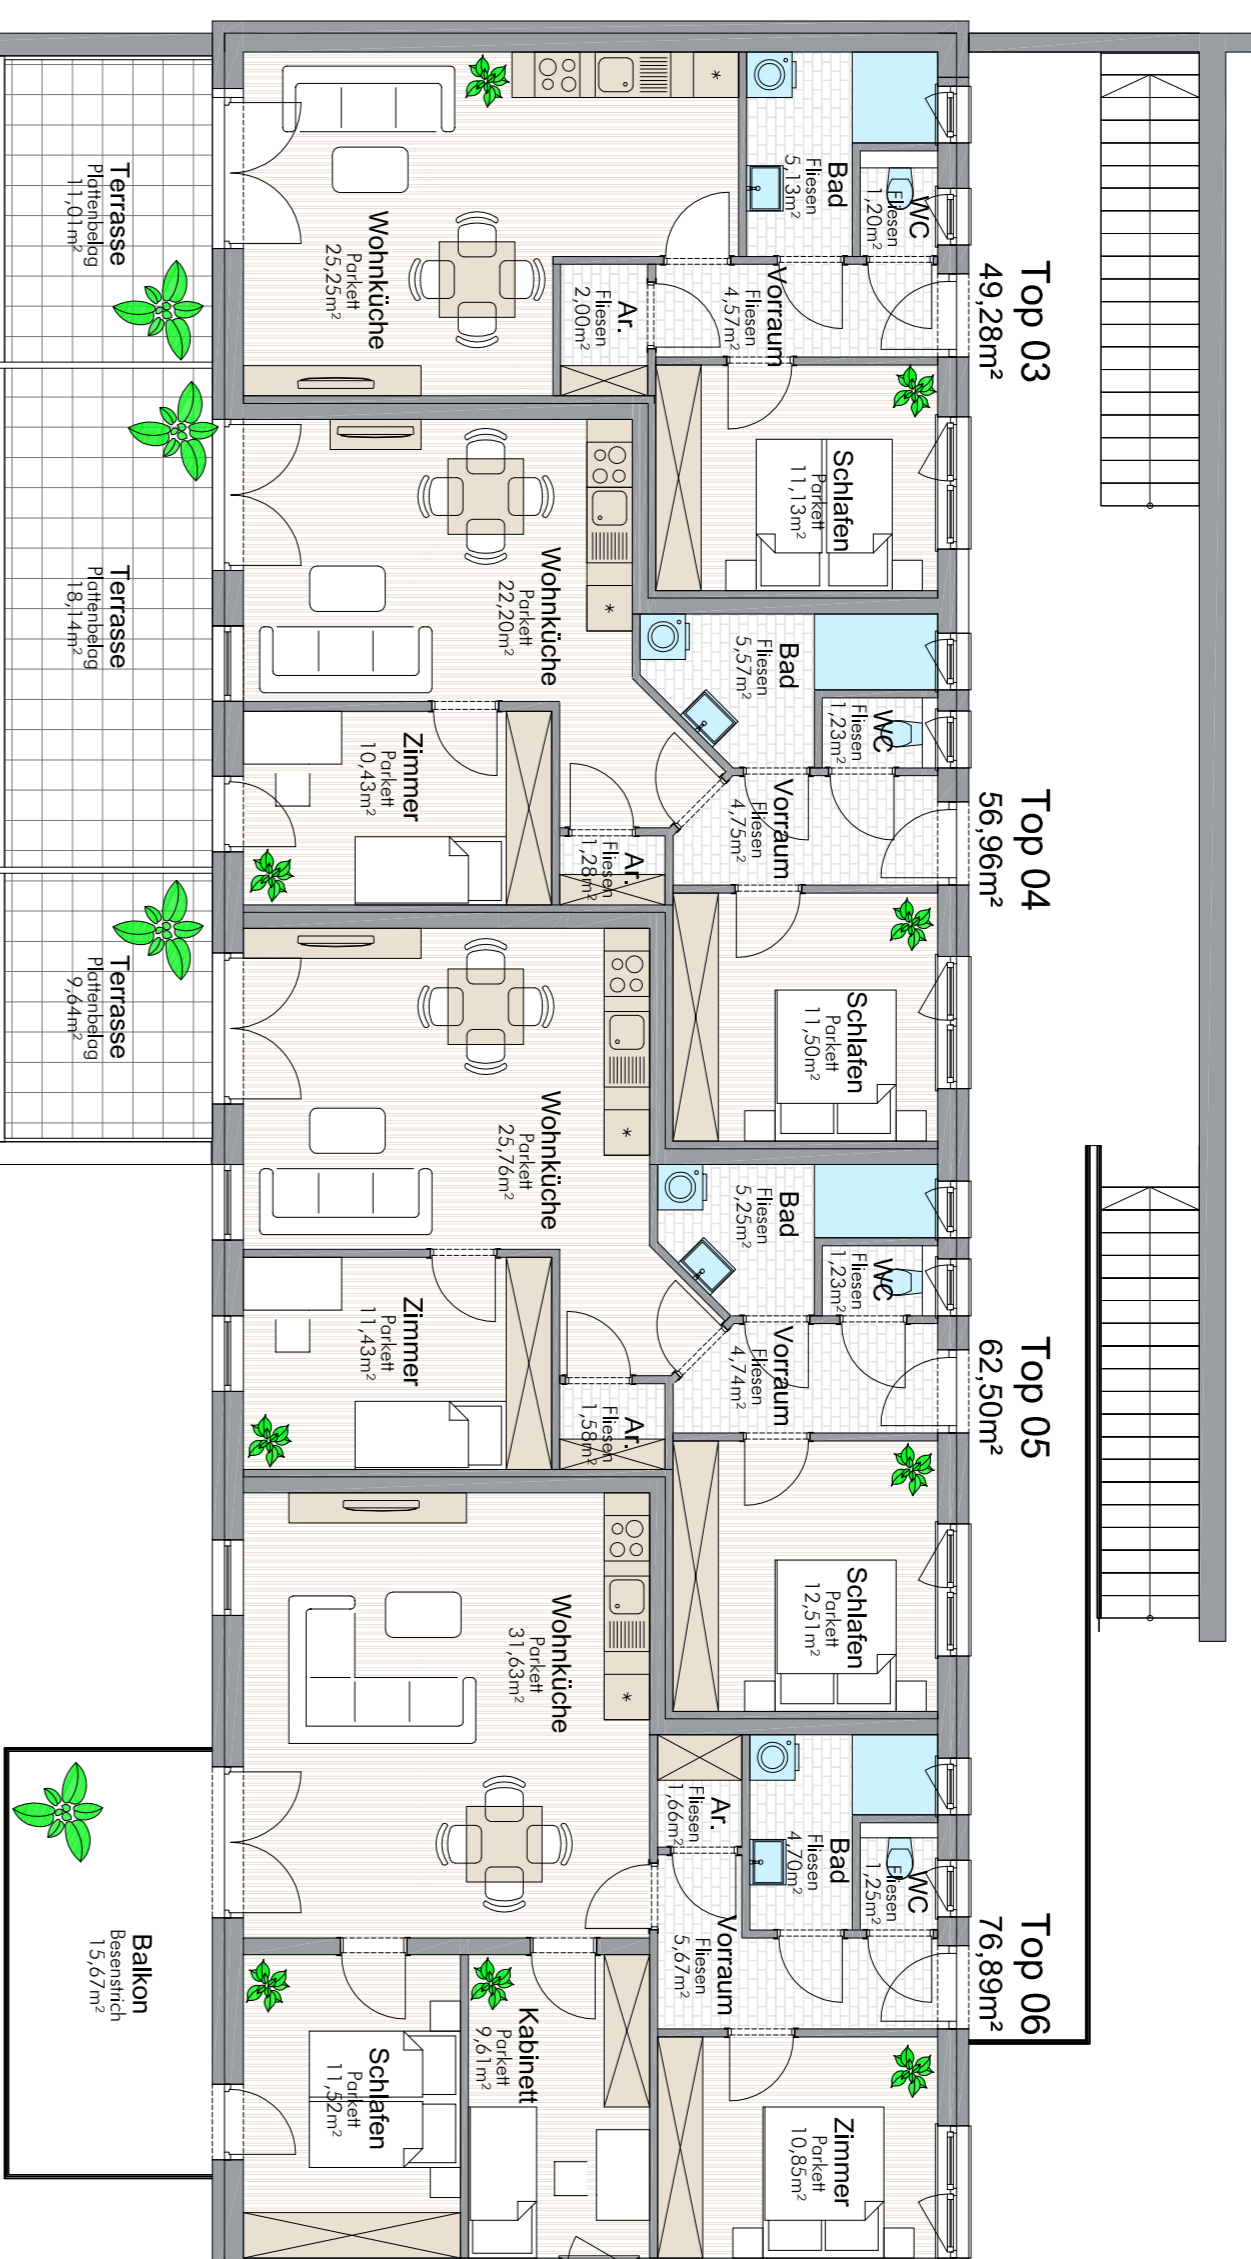 Top 03
49,28m²
WC
Fliesen
1,20m²
Bad
Fliesen
5,13m²
Vorraum
Fliesen
4,57m²
Ar.
Fliesen
2,00m²
Wohnküche
Parkett
25,25m²
Schlafen
Parkett
11,13m²
Terrasse
Plattenbelag
11,01m²
Top 04
56,96m²
Bad
Fliesen
5,57m²
WC
Fliesen
1,23m²
Vorraum
Fliesen
4,75m²
Wohnküche
Parkett
22,20m²
Zimmer
Parkett
10,43m²
Ar.
Fliesen
1,28m²
Schlafen
Parkett
11,50m²
Terrasse
Plattenbelag
18,14m²
Top 05
62,50m²
Bad
Fliesen
5,25m²
WC
Fliesen
1,23m²
Vorraum
Fliesen
4,74m²
Wohnküche
Parkett
25,76m²
Zimmer
Parkett
11,43m²
Ar.
Fliesen
1,58m²
Schlafen
Parkett
12,51m²
Terrasse
Plattenbelag
9,64m²
Top 06
76,89m²
WC
Fliesen
1,25m²
Bad
Fliesen
4,70m²
Ar.
Fliesen
1,66m²
Vorraum
Fliesen
5,67m²
Wohnküche
Parkett
31,63m²
Zimmer
Parkett
10,85m²
Kabinett
Parkett
9,61m²
Schlafen
Parkett
11,52m²
Balkon
Besenstrich
15,67m²